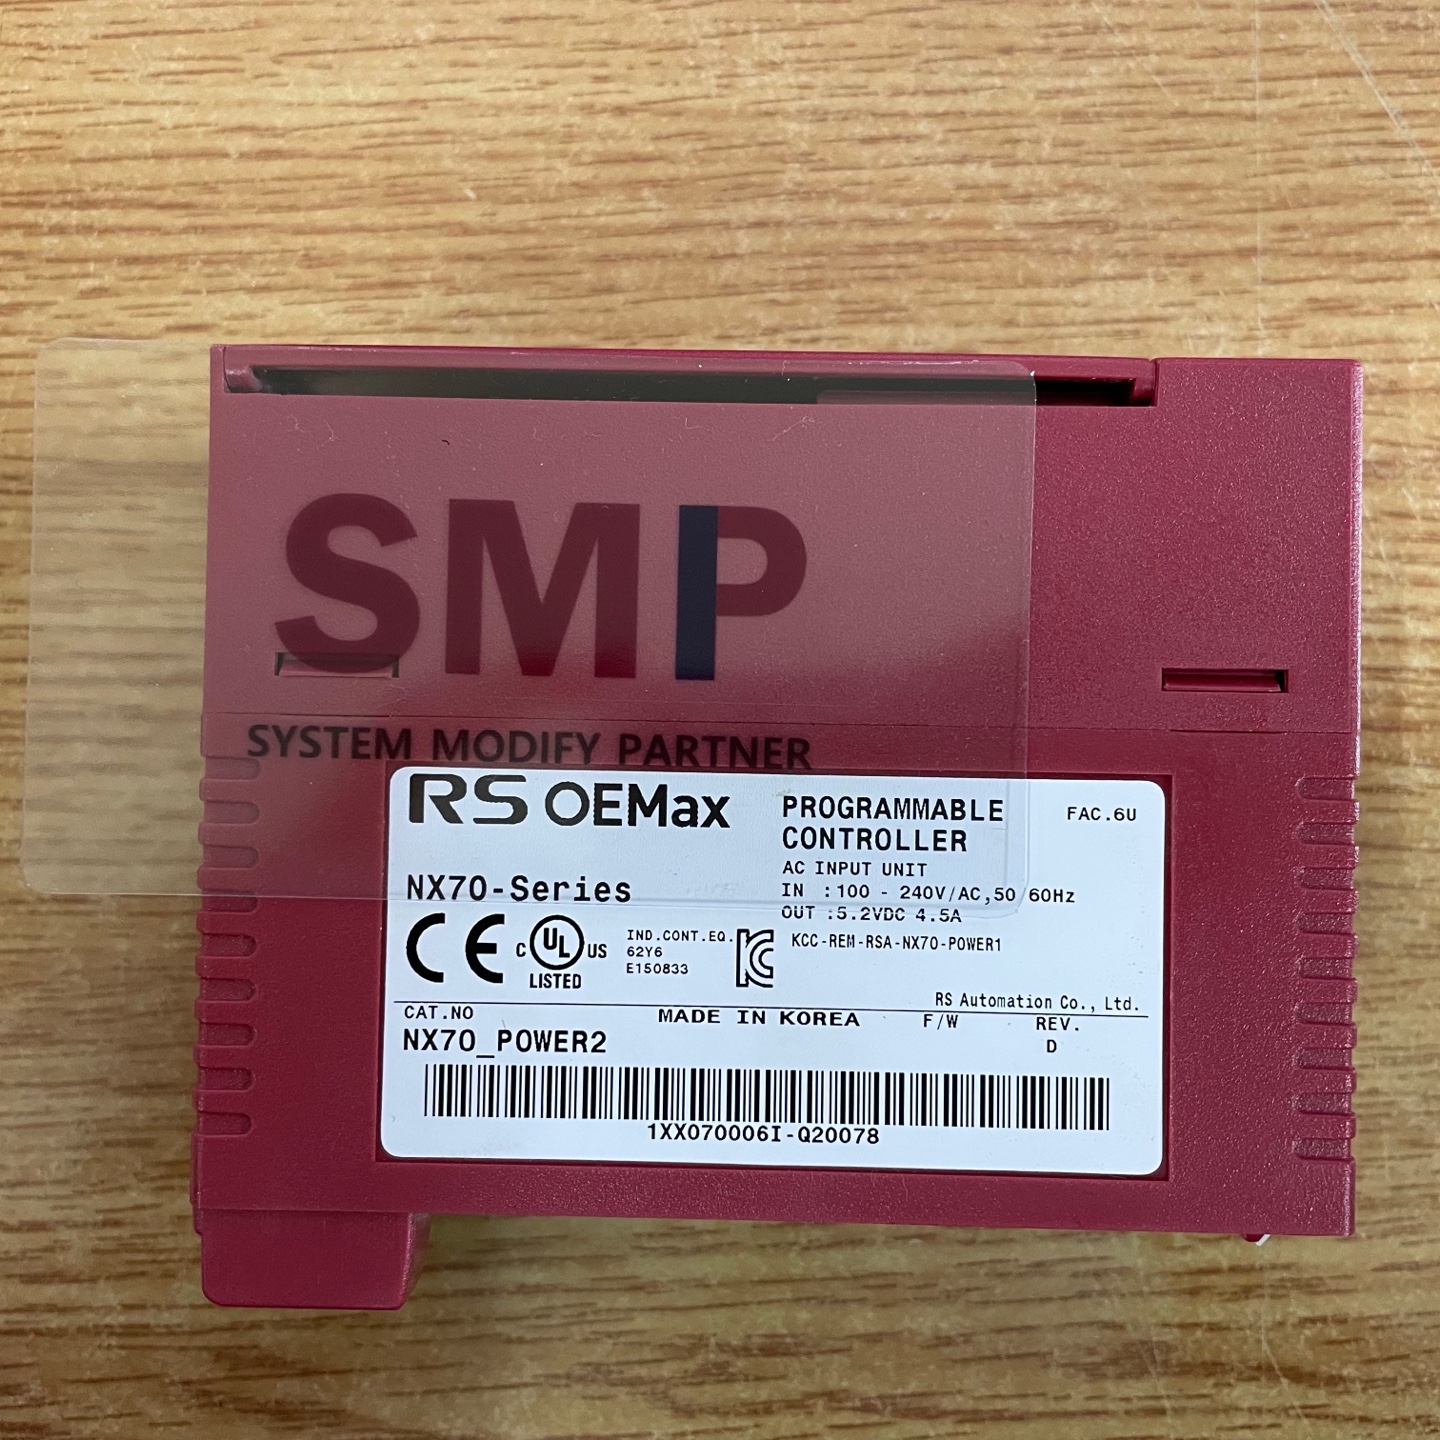 SMP
SYSTEM MODIFY PARTNER
RS OEMax
PROGRAMMABLE
CONTROLLER
FAC.6U
AC INPUT UNIT
NX70-Series
IN :100 - 240V/AC,50/60Hz
OUT :5.2VDC 4.5A
CE
C UL US
LISTED
IND.CONT.EQ.
62Y6
E150833
KCC-REM-RSA-NX70-POWER1
RS Automation Co., Ltd.
CAT.NO
MADE IN KOREA
F/W
REV.
NX70_POWER2
D
1XX070006I-Q20078